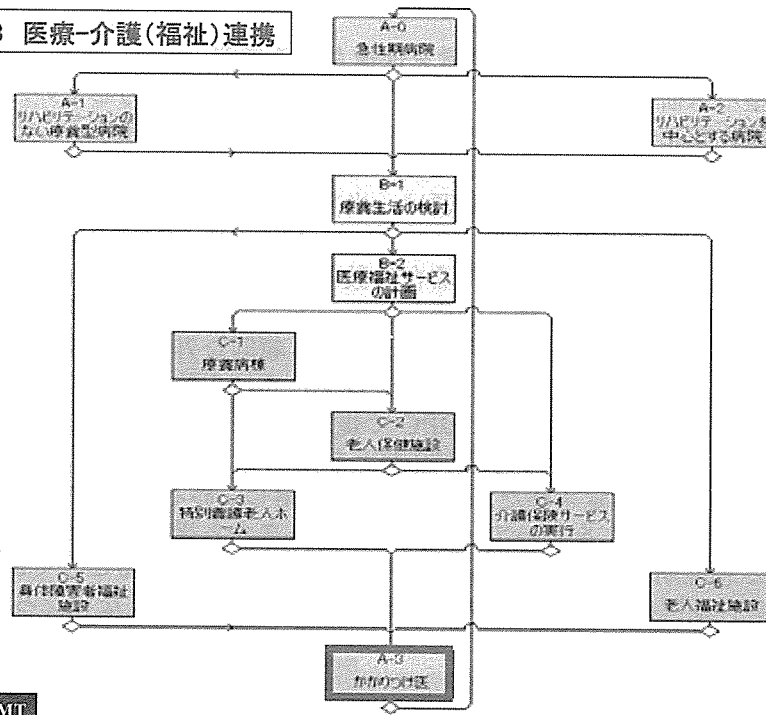 3 医療-介護(福祉)連携
A-0
急性期病院
A-1
リハビリテーションの
ない療養型病院
A-2
リハビリテーションを
中心とする病院
B-1
療養生活の検討
B-2
医療福祉サービス
の計画
C-1
療養病棟
C-2
老人保健施設
C-3
特別養護老人ホ
ーム
C-4
介護保険サービス
の実行
C-5
身体障害者福祉
施設
C-6
老人福祉施設
A-3
かかりつけ医
MT